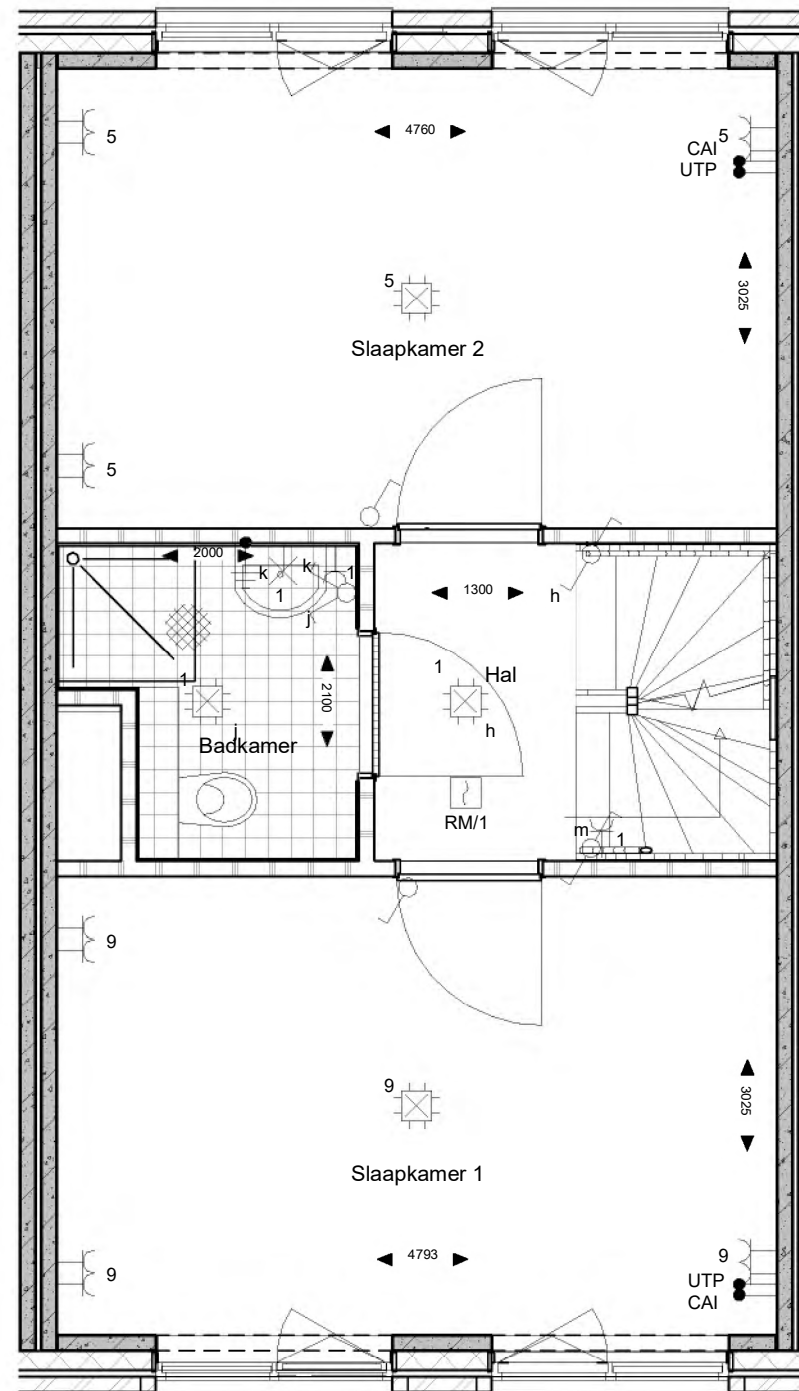 5
4760
5
CAI
UTP
3025
5
Slaapkamer 2
5
2000
k
k
1
1
j
1300
h
1
Hal
1
2100
j
h
Badkamer
RM/1
m
1
9
9
3025
Slaapkamer 1
4793
9
9
UTP
CAI